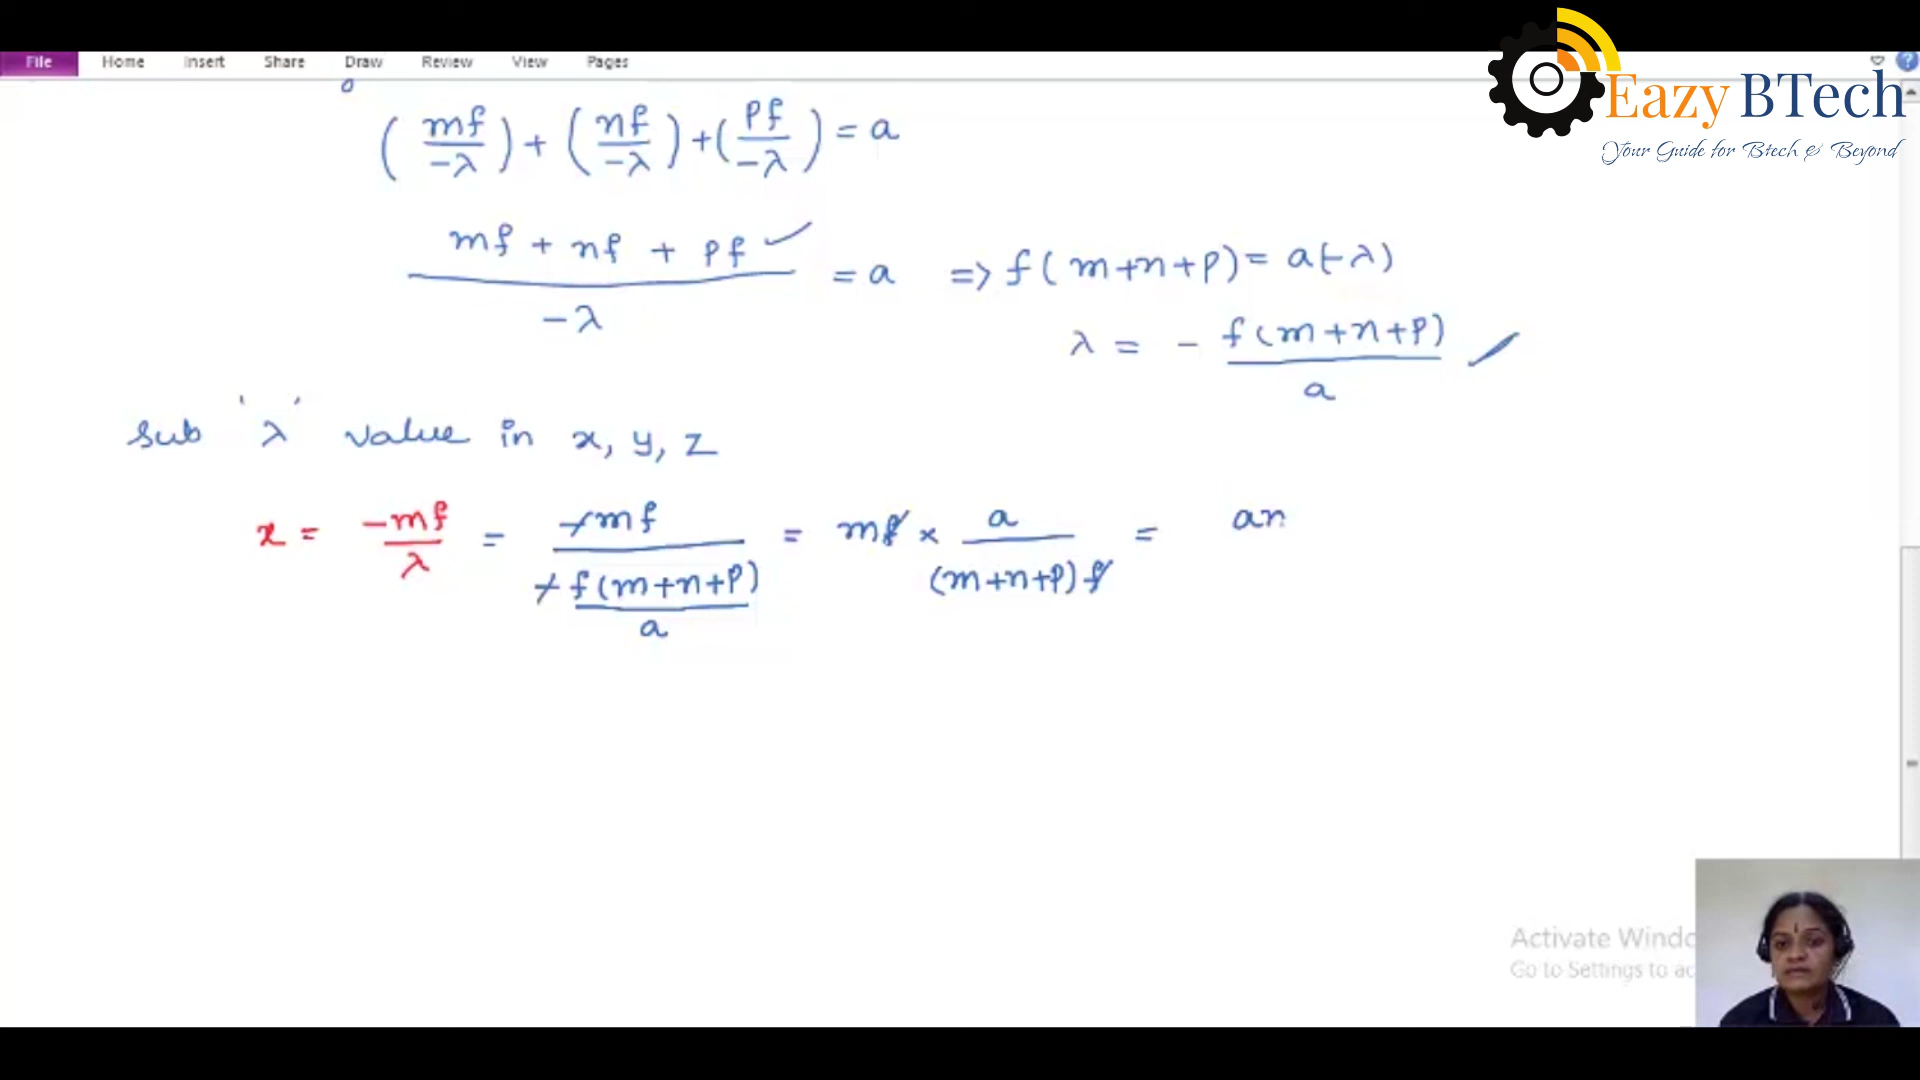 File Home Insert Share Draw Review View Pages
Eazy BTech
Your Guide for Btech & Beyond
(mf/-λ) + (nf/-λ) + (pf/-λ) = a
mf + nf + pf / -λ = a => f(m+n+p) = a(-λ)
λ = - f(m+n+p) / a
Sub 'λ' value in x, y, z
x = -mf/λ = -mf / - f(m+n+p)/a = mf × a/(m+n+p)f = am
Activate Windo
Go to Settings to ac